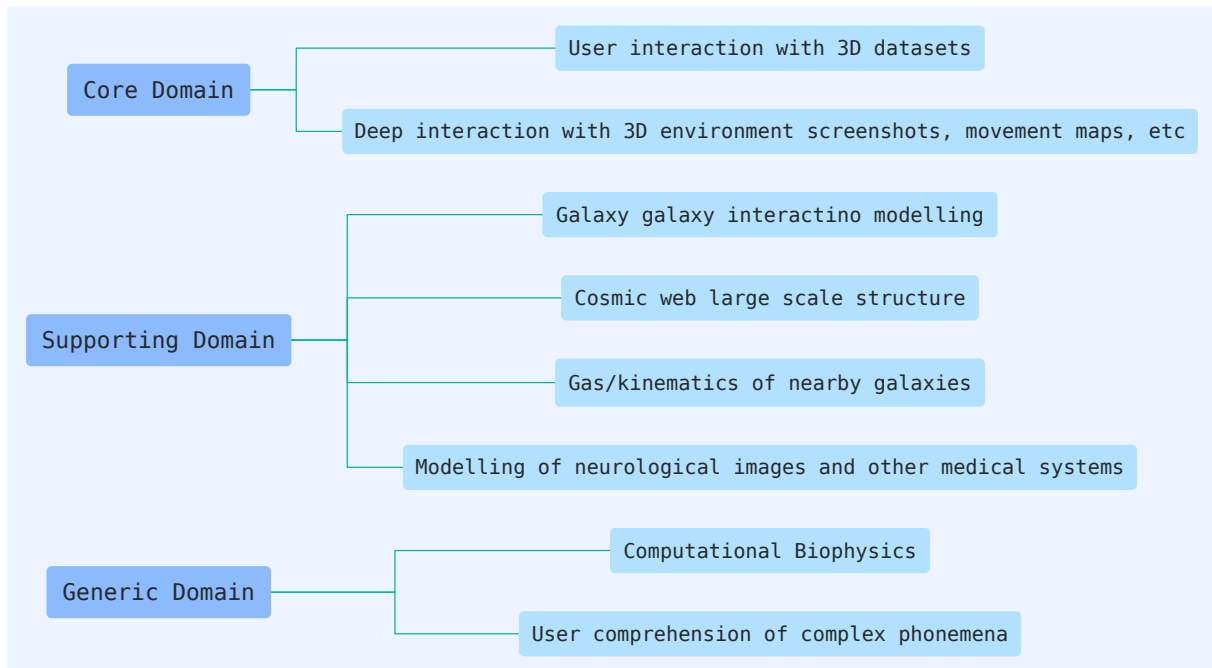 Core Domain
User interaction with 3D datasets
Deep interaction with 3D environment screenshots, movement maps, etc
Supporting Domain
Galaxy galaxy interactino modelling
Cosmic web large scale structure
Gas/kinematics of nearby galaxies
Modelling of neurological images and other medical systems
Generic Domain
Computational Biophysics
User comprehension of complex phonemena